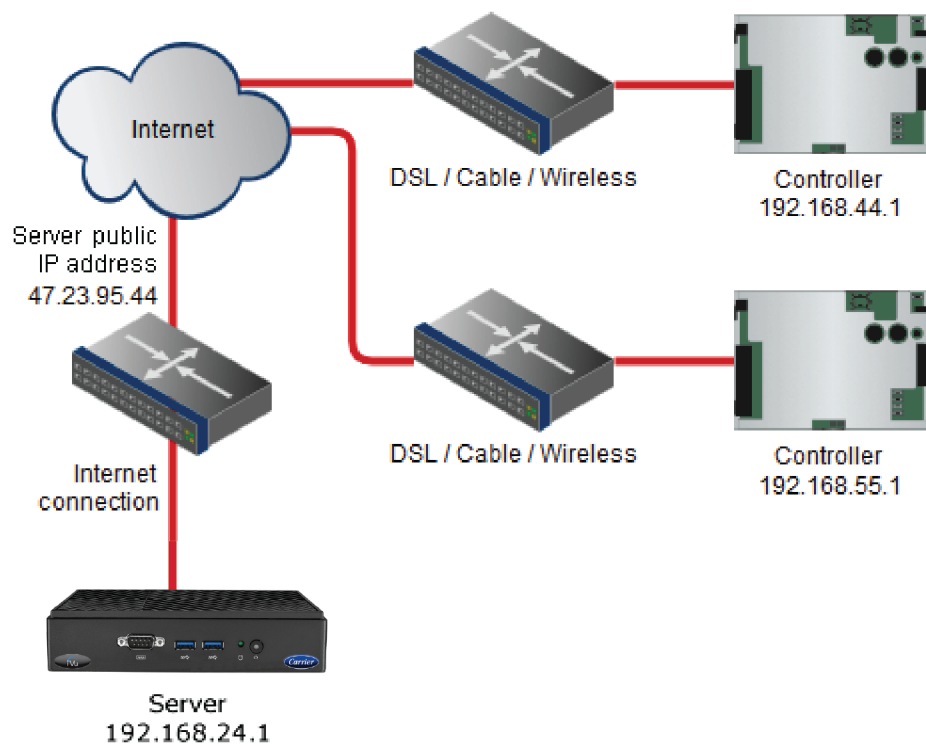 Internet
DSL / Cable / Wireless
Controller
192.168.44.1
Server public
IP address
47.23.95.44
DSL / Cable / Wireless
Controller
192.168.55.1
Internet
connection
Carrier
Server
192.168.24.1